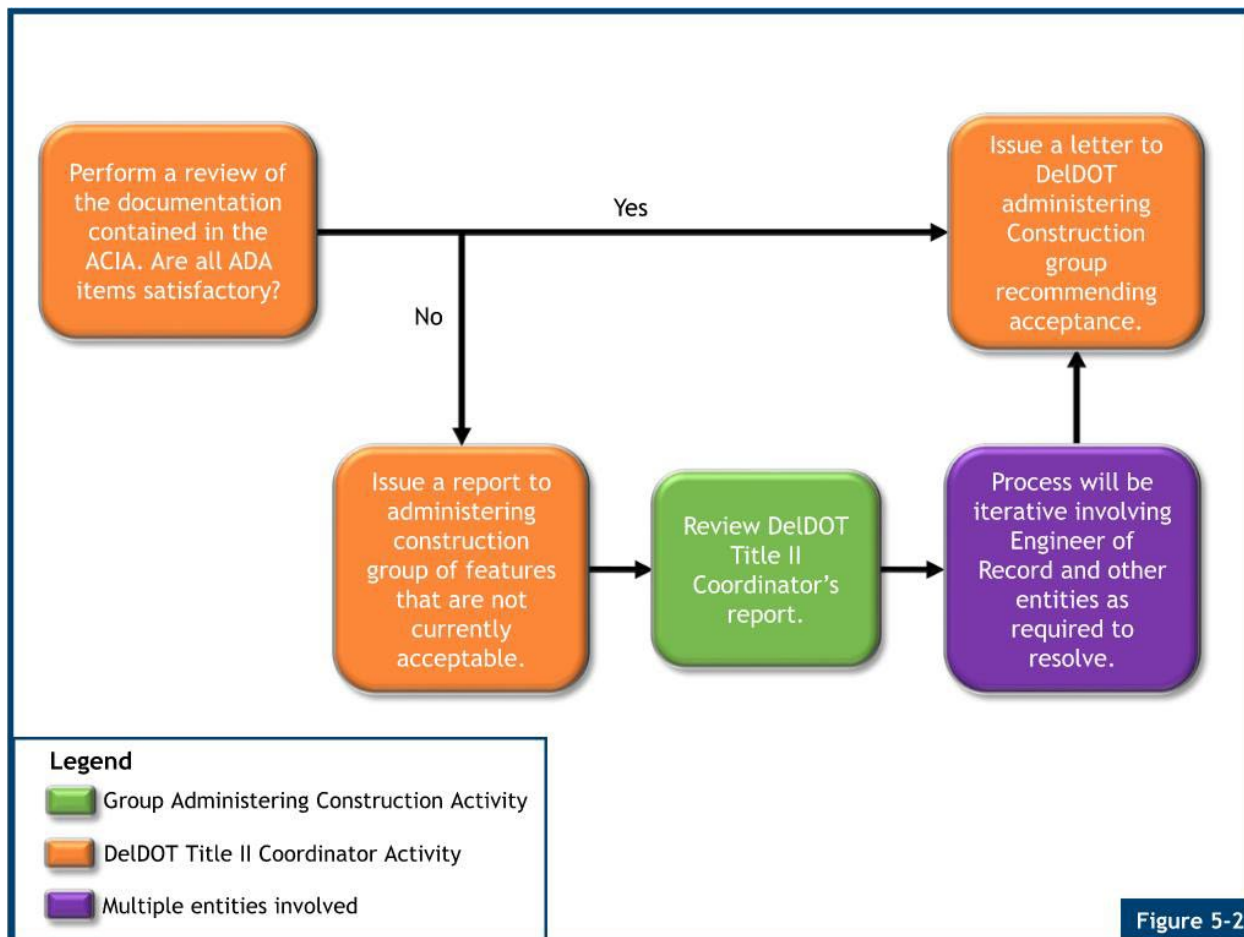 Perform a review of
the documentation
contained in the
ACIA. Are all ADA
items satisfactory?
Yes
No
Issue a letter to
DelDOT
administering
Construction
group
recommending
acceptance.
Issue a report to
administering
construction
group of features
that are not
currently
acceptable.
Review DelDOT
Title II
Coordinator’s
report.
Process will be
iterative involving
Engineer of
Record and other
entities as
required to
resolve.
Legend
Group Administering Construction Activity
DelDOT Title II Coordinator Activity
Multiple entities involved
Figure 5-2